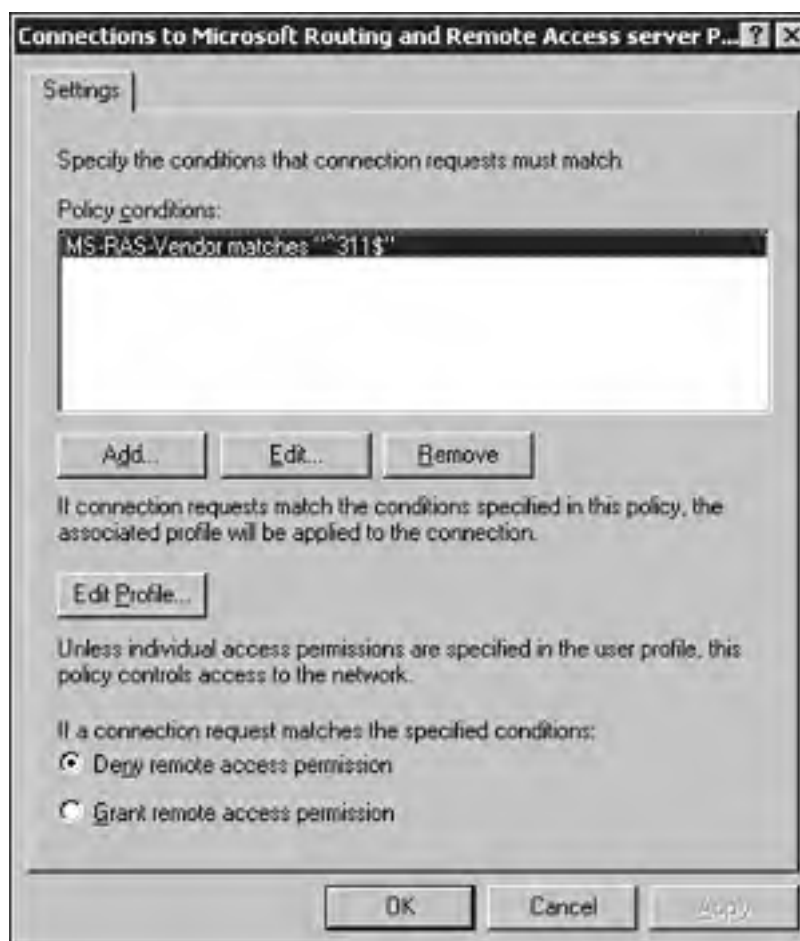 Connections to Microsoft Routing and Remote Access server P...
Settings
Specify the conditions that connection requests must match
Policy conditions:
MS-RAS-Vendor matches "^311$"
Add...
Edit...
Remove
If connection requests match the conditions specified in this policy, the
associated profile will be applied to the connection.
Edit Profile...
Unless individual access permissions are specified in the user profile, this
policy controls access to the network.
If a connection request matches the specified conditions:
Deny remote access permission
Grant remote access permission
OK
Cancel
Apply